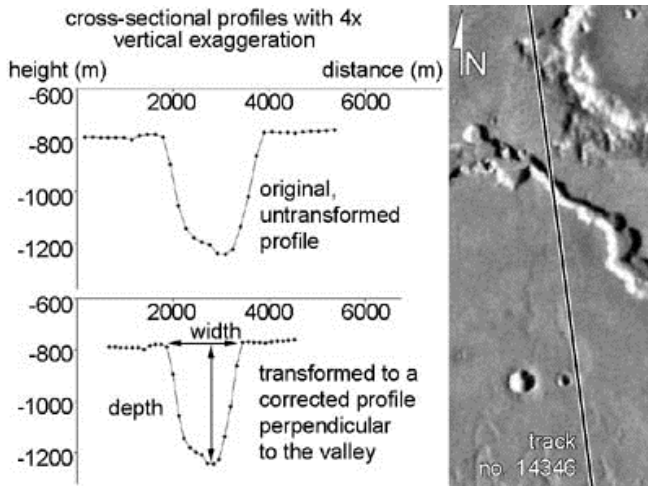 cross-sectional profiles with 4x
vertical exaggeration
height (m) distance (m)
-600
2000 4000 6000
-800
-1000
-1200
original,
untransformed
profile
-600
2000 4000 6000
width
-800
-1000
-1200
depth
transformed to a
corrected profile
perpendicular
to the valley
N
track
no. 14346